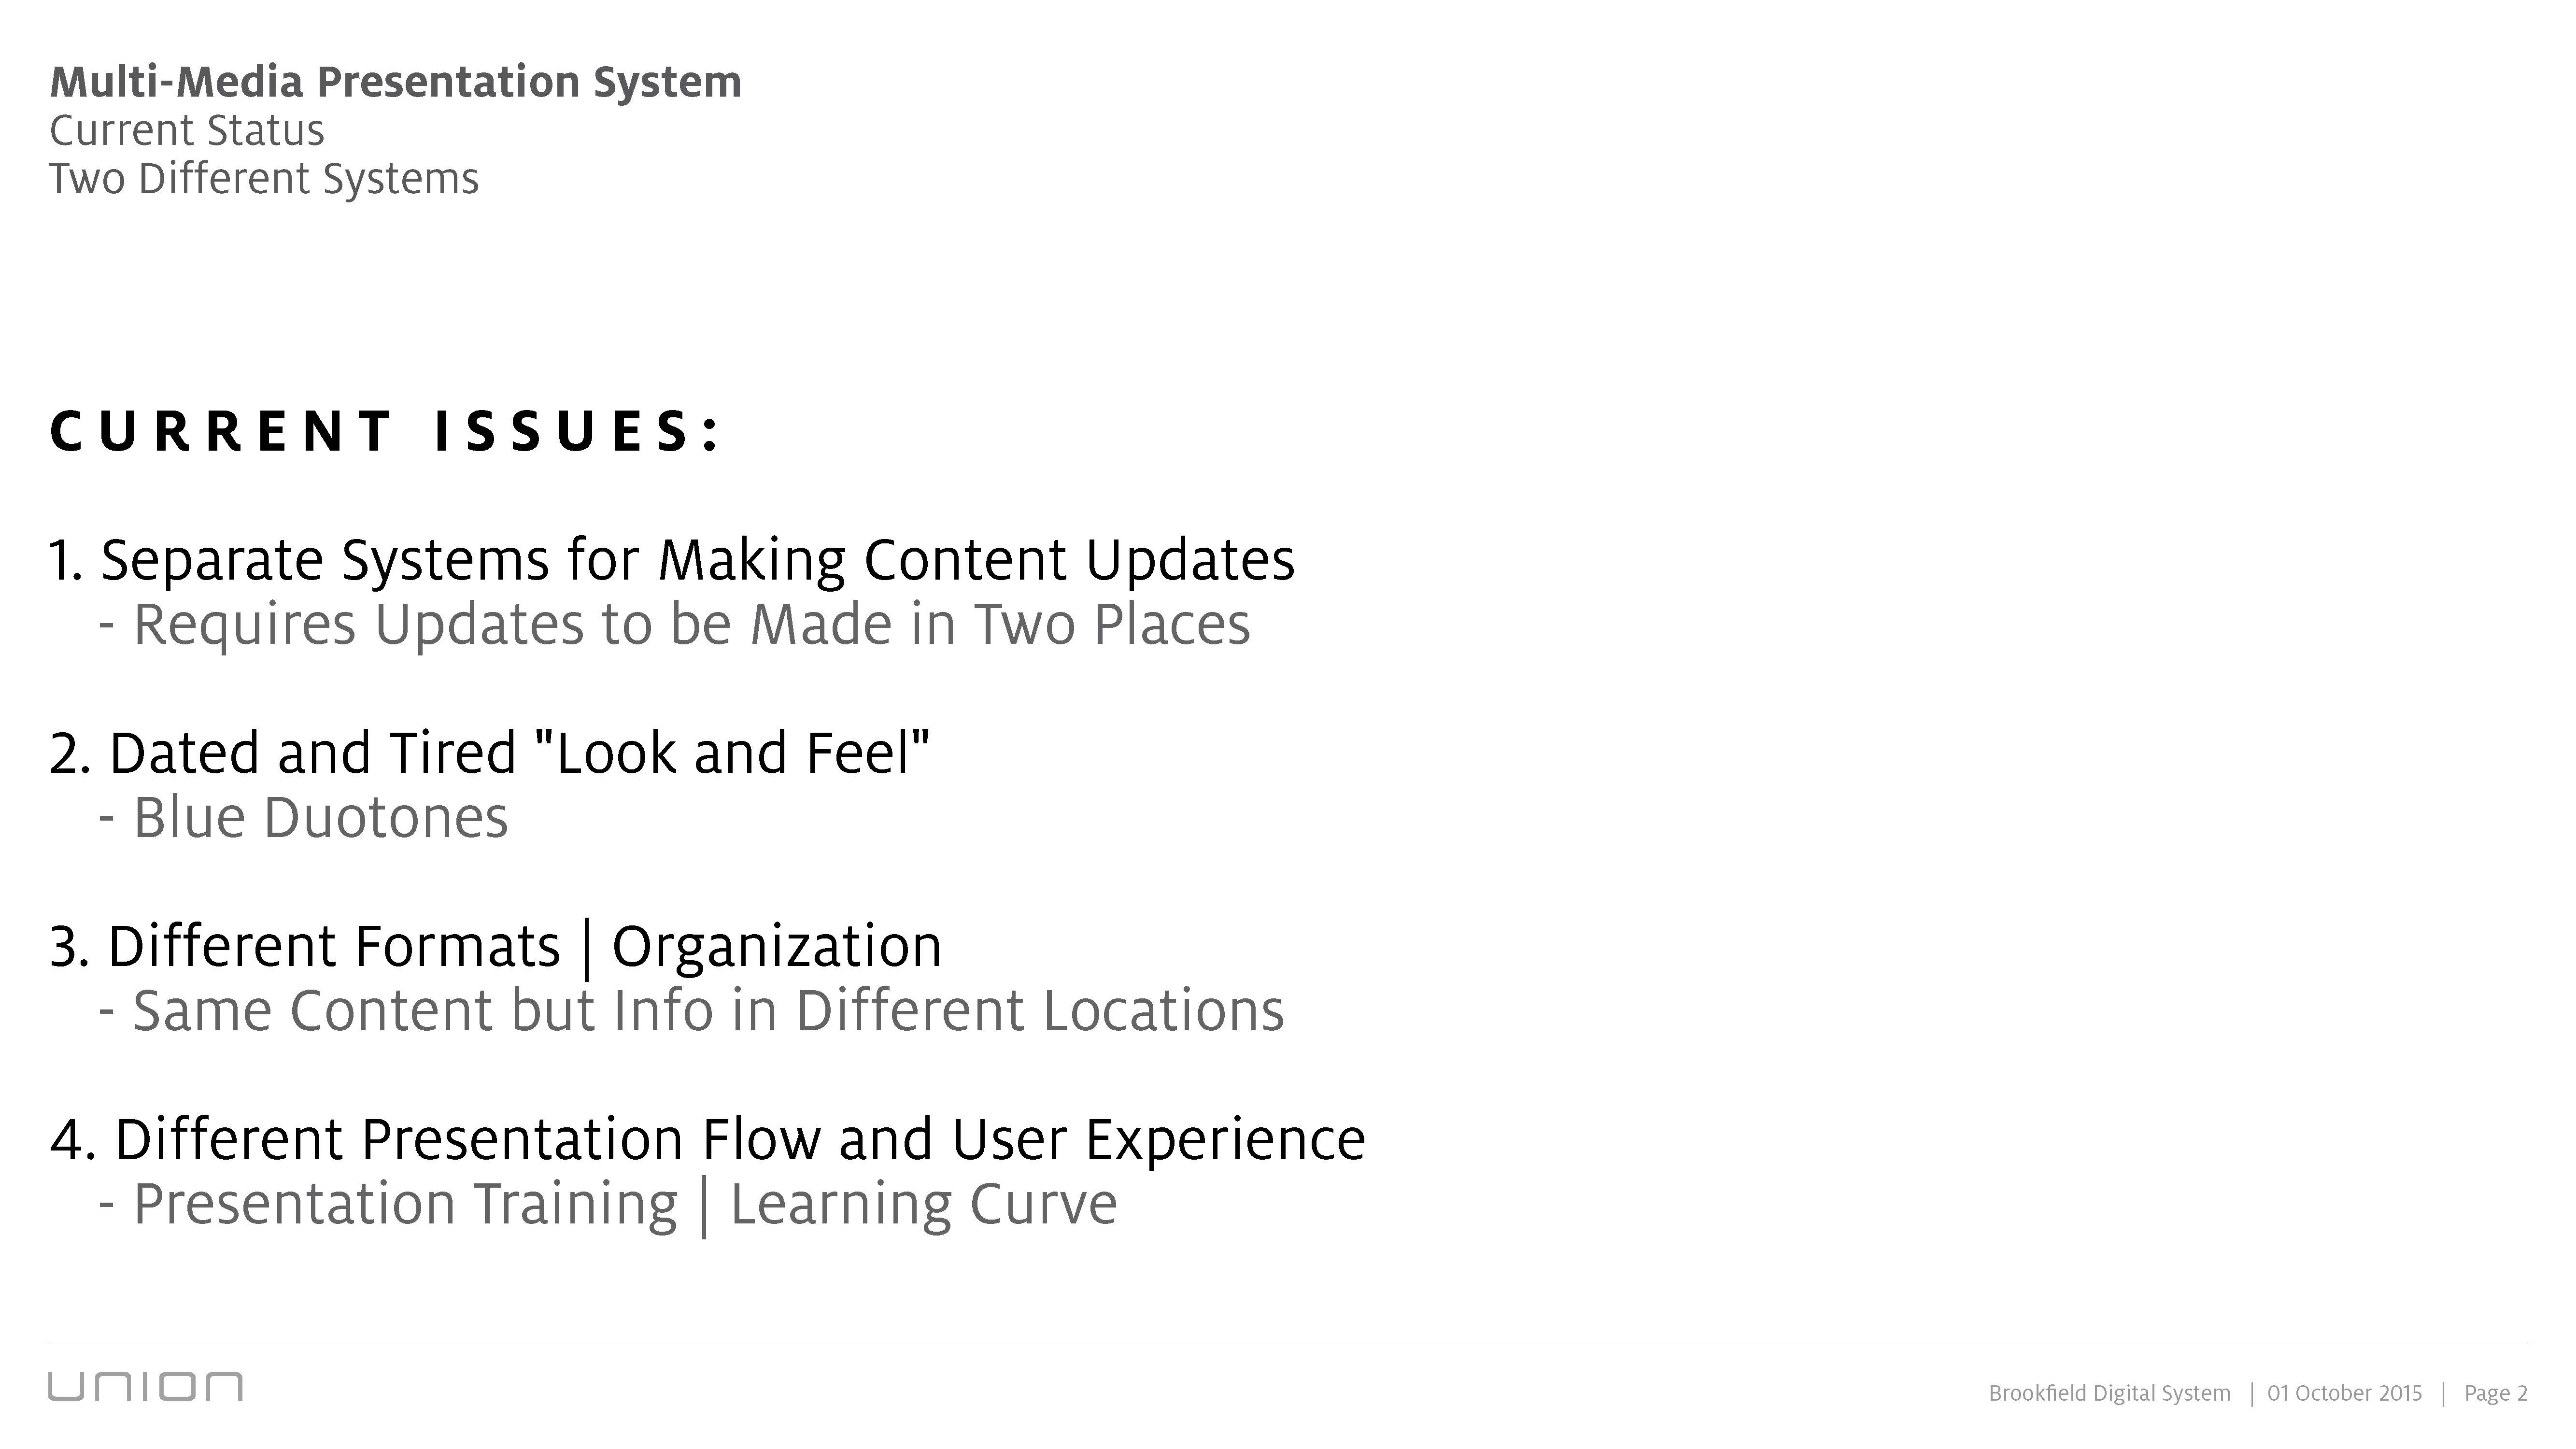 Multi-Media Presentation System
Current Status
Two Different Systems
CURRENT ISSUES:
1. Separate Systems for Making Content Updates
- Requires Updates to be Made in Two Places
2. Dated and Tired "Look and Feel"
- Blue Duotones
3. Different Formats | Organization
- Same Content but Info in Different Locations
4. Different Presentation Flow and User Experience
- Presentation Training | Learning Curve
UNION
Brookfield Digital System | 01 October 2015 | Page 2